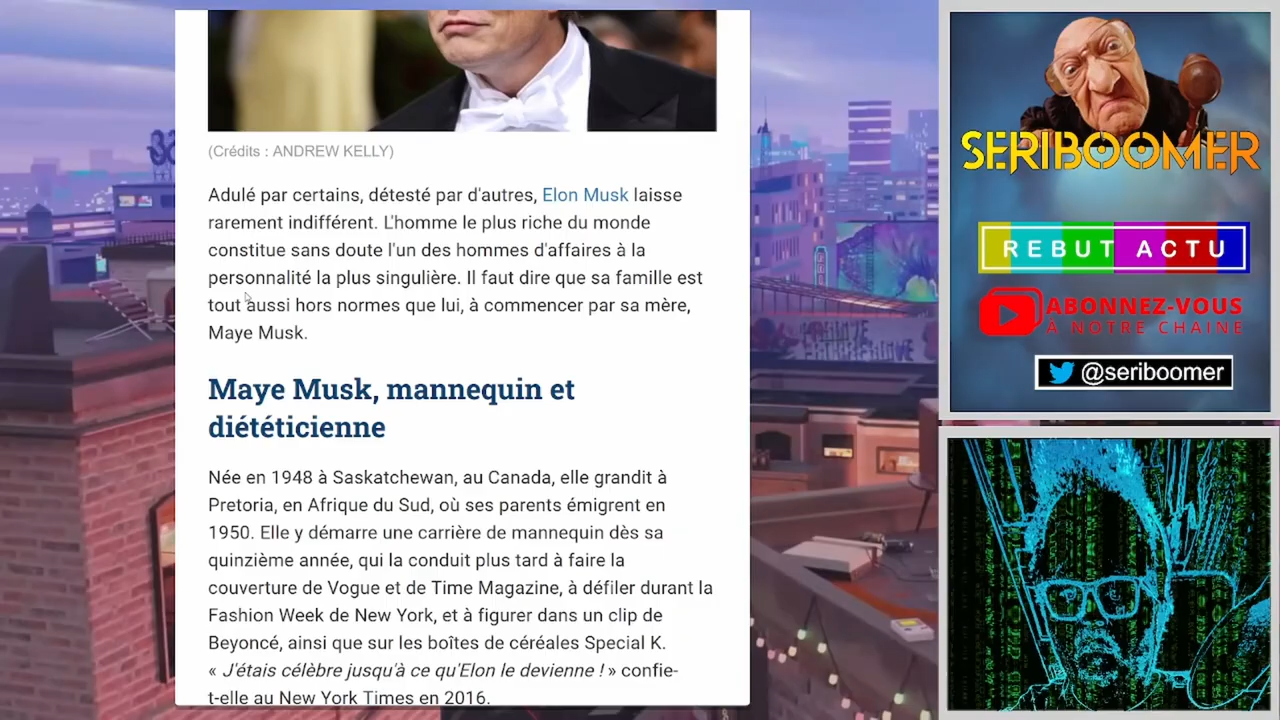 (Crédits : ANDREW KELLY)
Adulé par certains, détesté par d'autres, Elon Musk laisse
rarement indifférent. L'homme le plus riche du monde
constitue sans doute l'un des hommes d'affaires à la
personnalité la plus singulière. Il faut dire que sa famille est
tout aussi hors normes que lui, à commencer par sa mère,
Maye Musk.
Maye Musk, mannequin et
diététicienne
Née en 1948 à Saskatchewan, au Canada, elle grandit à
Pretoria, en Afrique du Sud, où ses parents émigrent en
1950. Elle y démarre une carrière de mannequin dès sa
quinzième année, qui la conduit plus tard à faire la
couverture de Vogue et de Time Magazine, à défiler durant la
Fashion Week de New York, et à figurer dans un clip de
Beyoncé, ainsi que sur les boîtes de céréales Special K.
« J'étais célèbre jusqu'à ce qu'Elon le devienne ! » confie-
t-elle au New York Times en 2016.
SERIBOOMER
REBUT ACTU
ABONNEZ-VOUS
À NOTRE CHAINE
@seriboomer